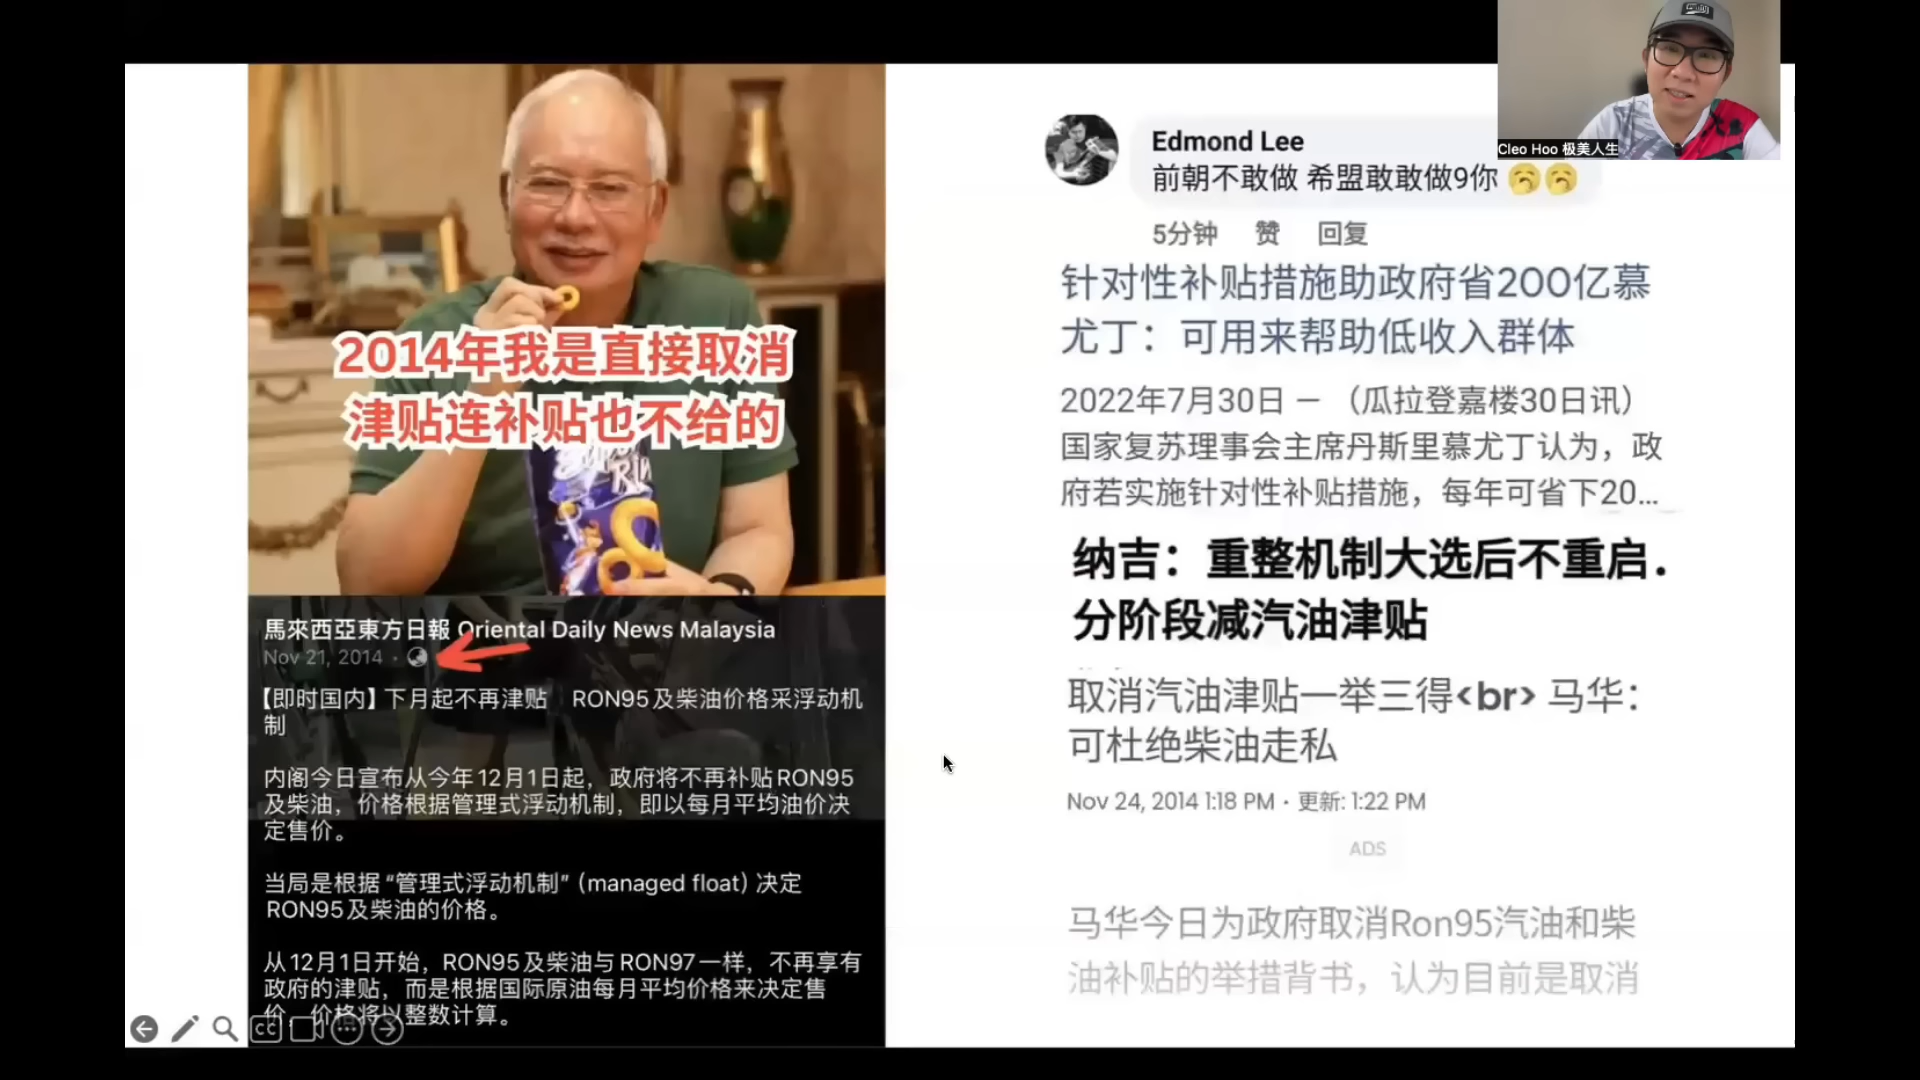 2014年我是直接取消
津贴连补贴也不给的
馬來西亞東方日報 Oriental Daily News Malaysia
Nov 21, 2014 ·
【即时国内】下月起不再津贴 RON95及柴油价格采浮动机
制
内阁今日宣布从今年12月1日起，政府将不再补贴RON95
及柴油，价格根据管理式浮动机制，即以每月平均油价决
定售价。
当局是根据“管理式浮动机制”（managed float）决定
RON95及柴油的价格。
从12月1日开始，RON95及柴油与RON97一样，不再享有
政府的津贴，而是根据国际原油每月平均价格来决定售
价，价格将以整数计算。
CC
Cleo Hoo 极美人生
Edmond Lee
前朝不敢做 希盟敢敢做9你 🥱🥱
5分钟 赞 回复
针对性补贴措施助政府省200亿慕
尤丁：可用来帮助低收入群体
2022年7月30日 — （瓜拉登嘉楼30日讯）
国家复苏理事会主席丹斯里慕尤丁认为，政
府若实施针对性补贴措施，每年可省下20...
纳吉：重整机制大选后不重启.
分阶段减汽油津贴
取消汽油津贴一举三得<br> 马华：
可杜绝柴油走私
Nov 24, 2014 1:18 PM · 更新: 1:22 PM
ADS
马华今日为政府取消Ron95汽油和柴
油补贴的举措背书，认为目前是取消